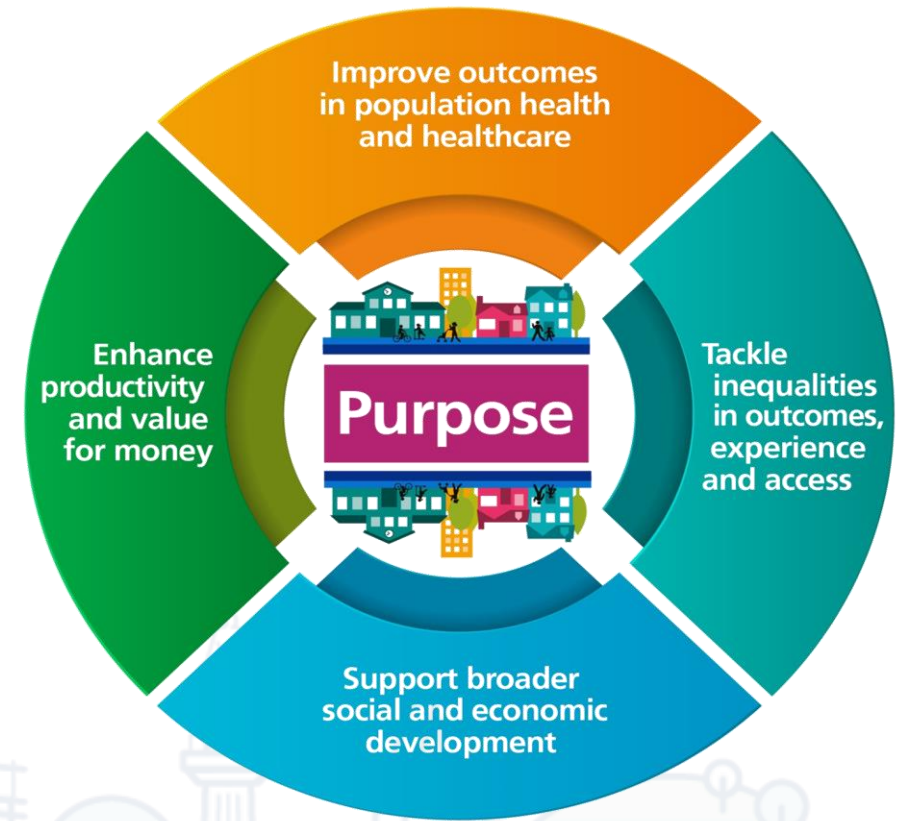 Improve outcomes
in population health
and healthcare
Tackle
inequalities
in outcomes,
experience
and access
Support broader
social and economic
development
Enhance
productivity
and value
for money
Purpose